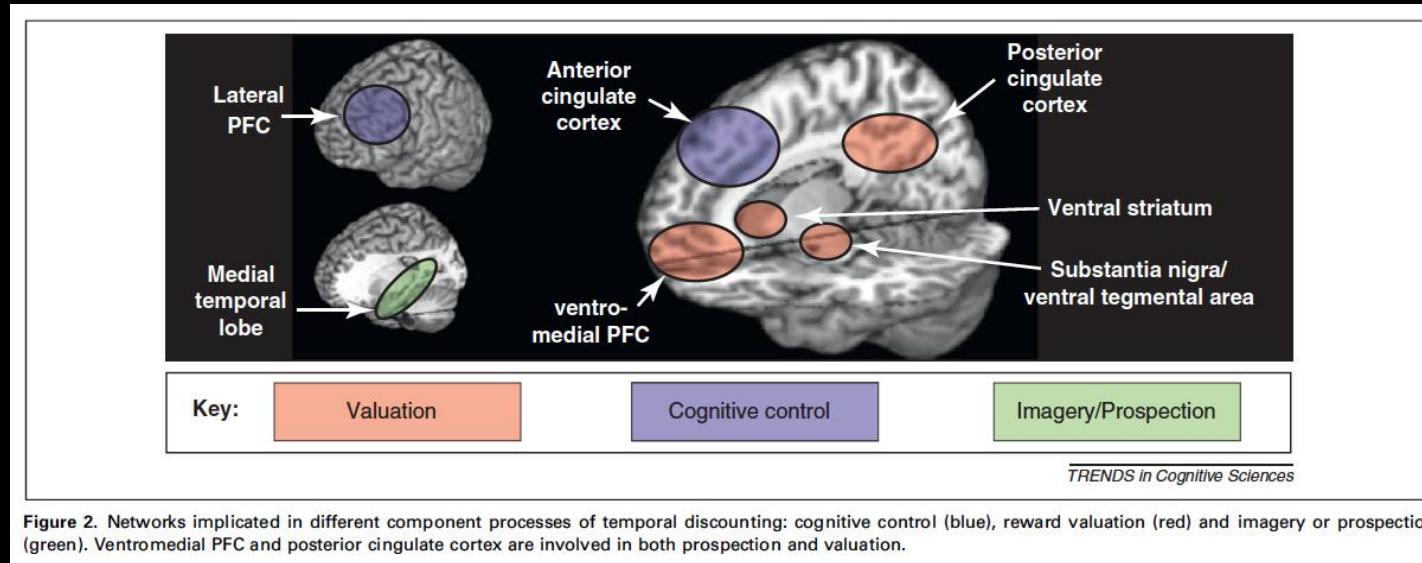 Lateral
PFC
Medial
temporal
lobe
Anterior
cingulate
cortex
ventro-
medial PFC
Posterior
cingulate
cortex
Ventral striatum
Substantia nigra/
ventral tegmental area
Key:
Valuation
Cognitive control
Imagery/Prospection
TRENDS in Cognitive Sciences
Figure 2. Networks implicated in different component processes of temporal discounting: cognitive control (blue), reward valuation (red) and imagery or prospectio
(green). Ventromedial PFC and posterior cingulate cortex are involved in both prospection and valuation.